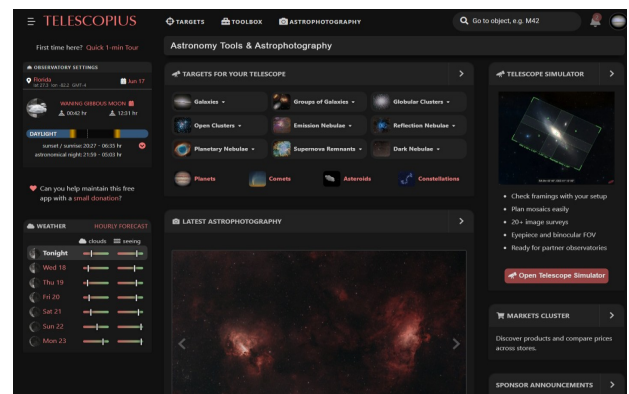 TELESCOPIUS
TARGETS
TOOLBOX
ASTROPHOTOGRAPHY
Go to object, e.g. M42
First time here? Quick 1-min Tour
OBSERVATORY SETTINGS
Florida
Jun 17
WANING GIBBOUS MOON
00:42 hr
12:31 hr
DAYLIGHT
sunset / sunrise: 20:27 - 06:35 hr
astronomical night: 21:59 - 05:03 hr
Can you help maintain this free
app with a small donation?
WEATHER
HOURLY FORECAST
clouds
seeing
Tonight
Wed 18
Thu 19
Fri 20
Sat 21
Sun 22
Mon 23
Astronomy Tools & Astrophotography
TARGETS FOR YOUR TELESCOPE
Galaxies
Groups of Galaxies
Globular Clusters
Open Clusters
Emission Nebulae
Reflection Nebulae
Planetary Nebulae
Supernova Remnants
Dark Nebulae
Planets
Comets
Asteroids
Constellations
LATEST ASTROPHOTOGRAPHY
TELESCOPE SIMULATOR
Check framings with your setup
Plan mosaics easily
20+ image surveys
Eyepiece and binocular FOV
Ready for partner observatories
Open Telescope Simulator
MARKETS CLUSTER
Discover products and compare prices
across stores.
SPONSOR ANNOUNCEMENTS